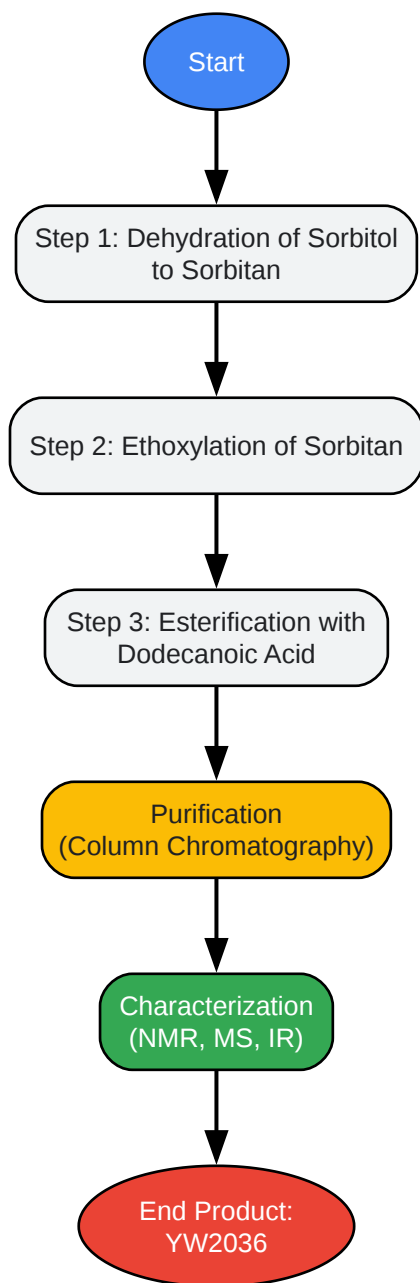 Start
Step 1: Dehydration of Sorbitol
to Sorbitan
Step 2: Ethoxylation of Sorbitan
Step 3: Esterification with
Dodecanoic Acid
Purification
(Column Chromatography)
Characterization
(NMR, MS, IR)
End Product:
YW2036